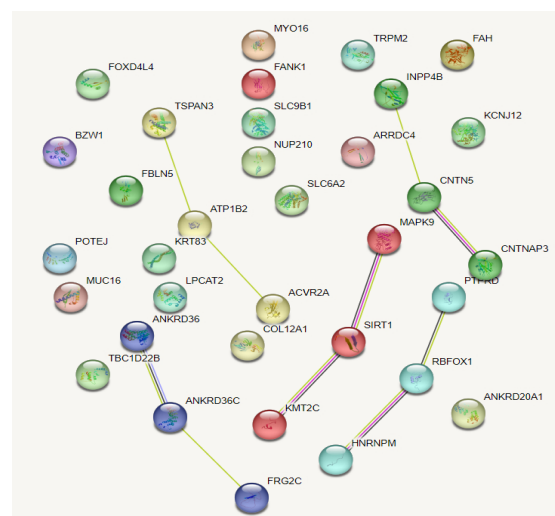 MYO16
TRPM2
FAH
FOXD4L4
FANK1
INPP4B
TSPAN3
SLC9B1
KCNJ12
BZW1
NUP210
ARRDC4
FBLN5
SLC6A2
CNTN5
ATP1B2
MAPK9
POTEJ
KRT83
CNTNAP3
MUC16
LPCAT2
PTPRD
ANKRD36
ACVR2A
COL12A1
SIRT1
TBC1D22B
RBFOX1
ANKRD36C
KMT2C
ANKRD20A1
HNRNPM
FRG2C